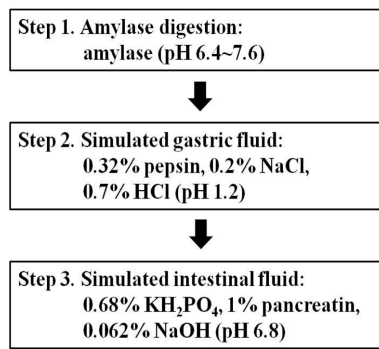 Step 1. Amylase digestion:
amylase (pH 6.4~7.6)
Step 2. Simulated gastric fluid:
0.32% pepsin, 0.2% NaCl,
0.7% HCl (pH 1.2)
Step 3. Simulated intestinal fluid:
0.68% KH₂PO₄, 1% pancreatin,
0.062% NaOH (pH 6.8)